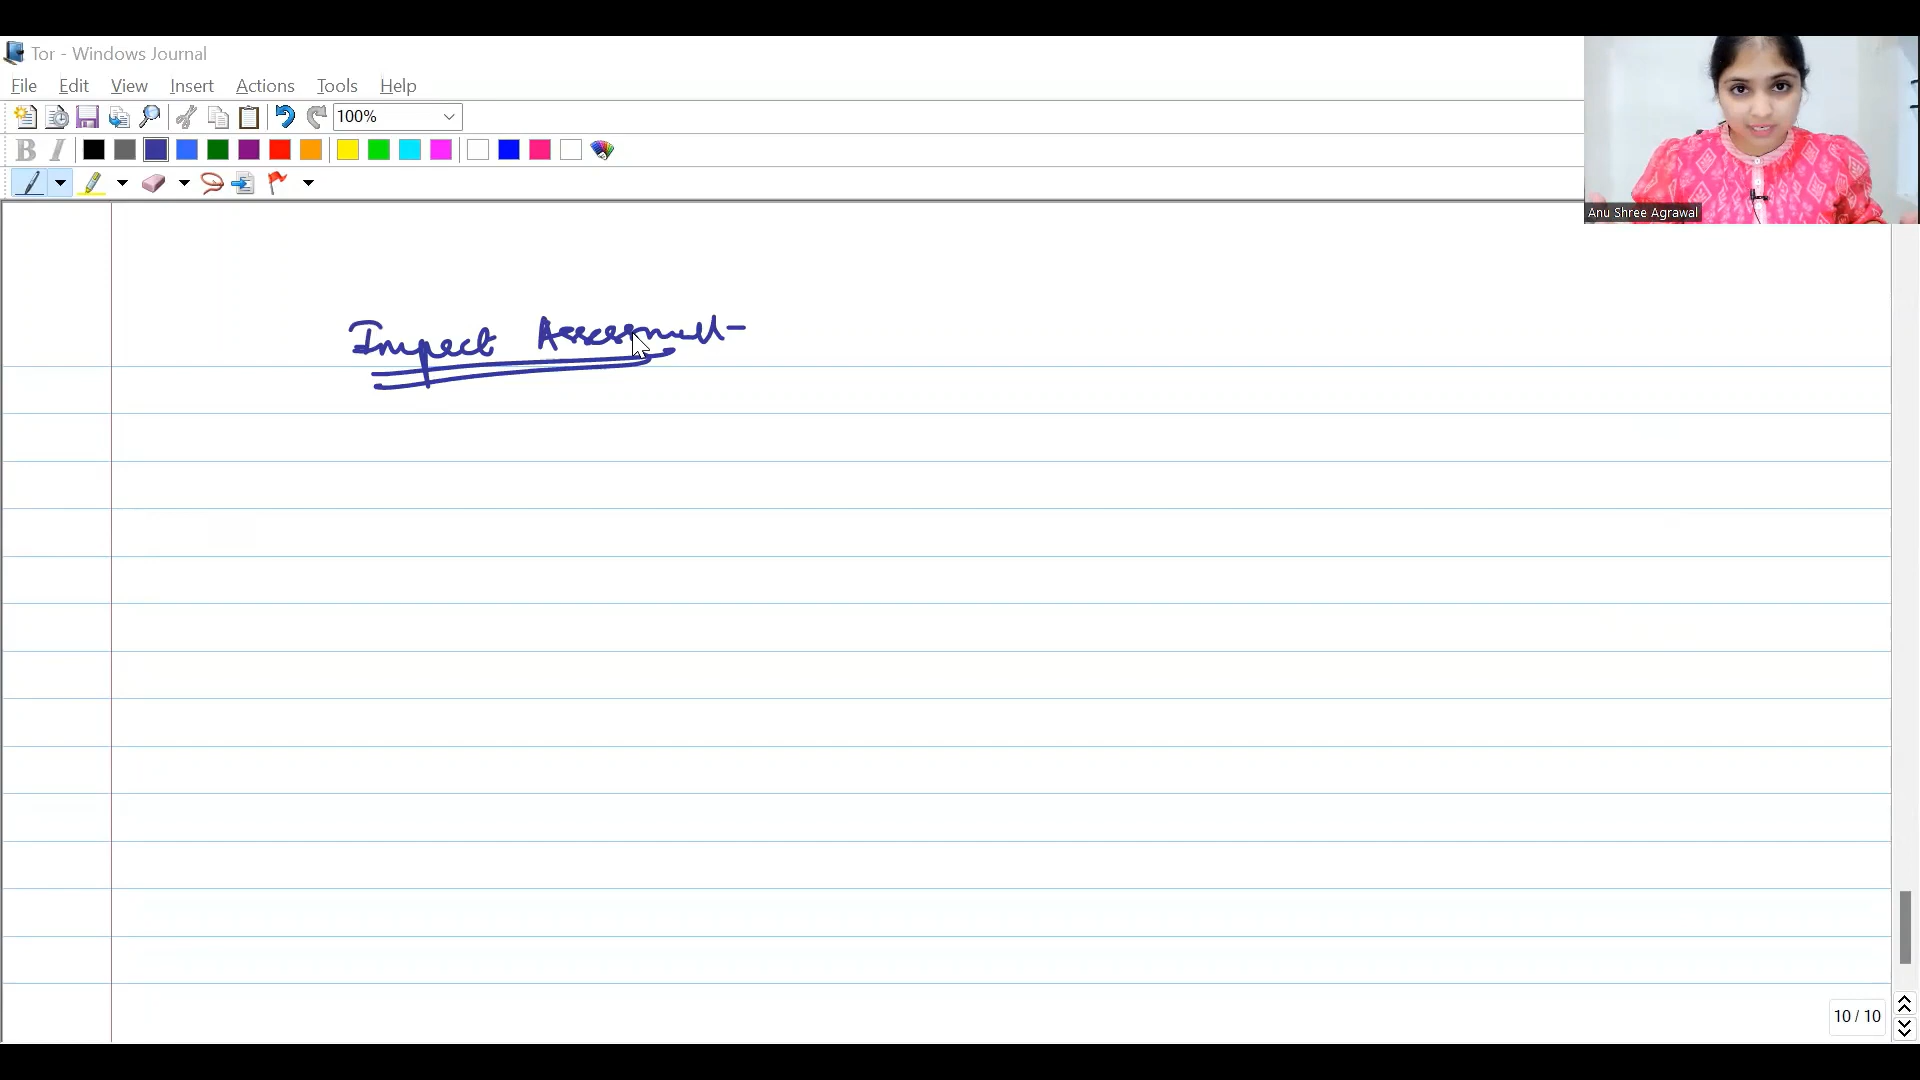 Tor - Windows Journal
File Edit View Insert Actions Tools Help
100%
B I
Anu Shree Agrawal
Impact Assessment
10 / 10